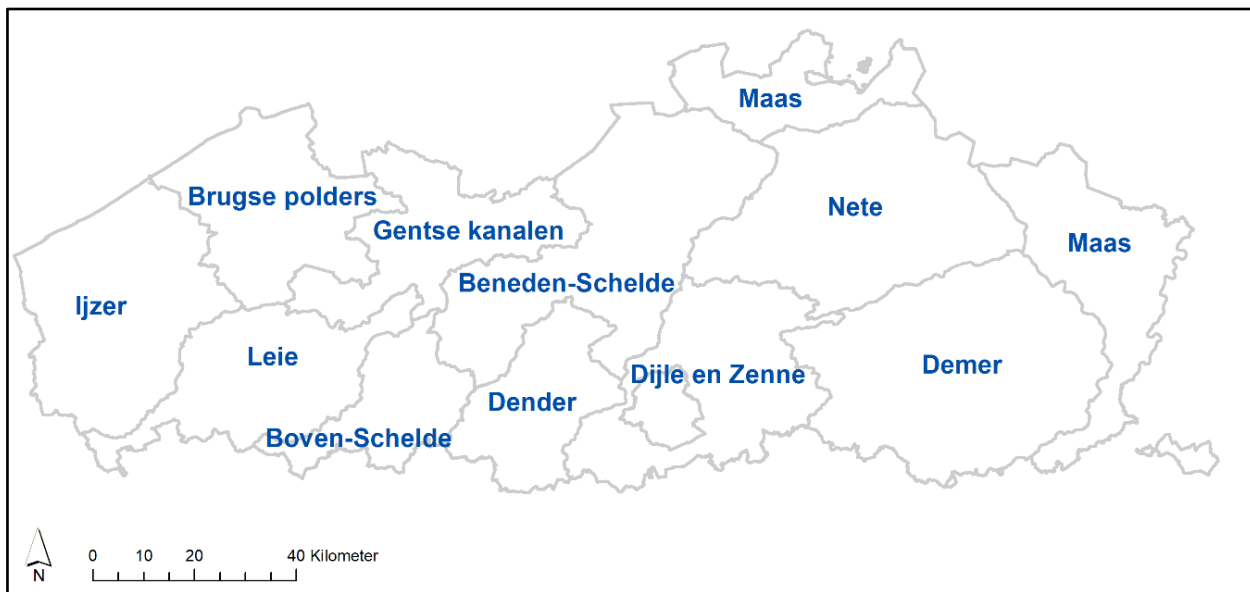 Maas
Brugse polders
Nete
Gentse kanalen
Maas
Beneden-Schelde
Ijzer
Leie
Demer
Dijle en Zenne
Dender
Boven-Schelde
0 10 20 40 Kilometer
N